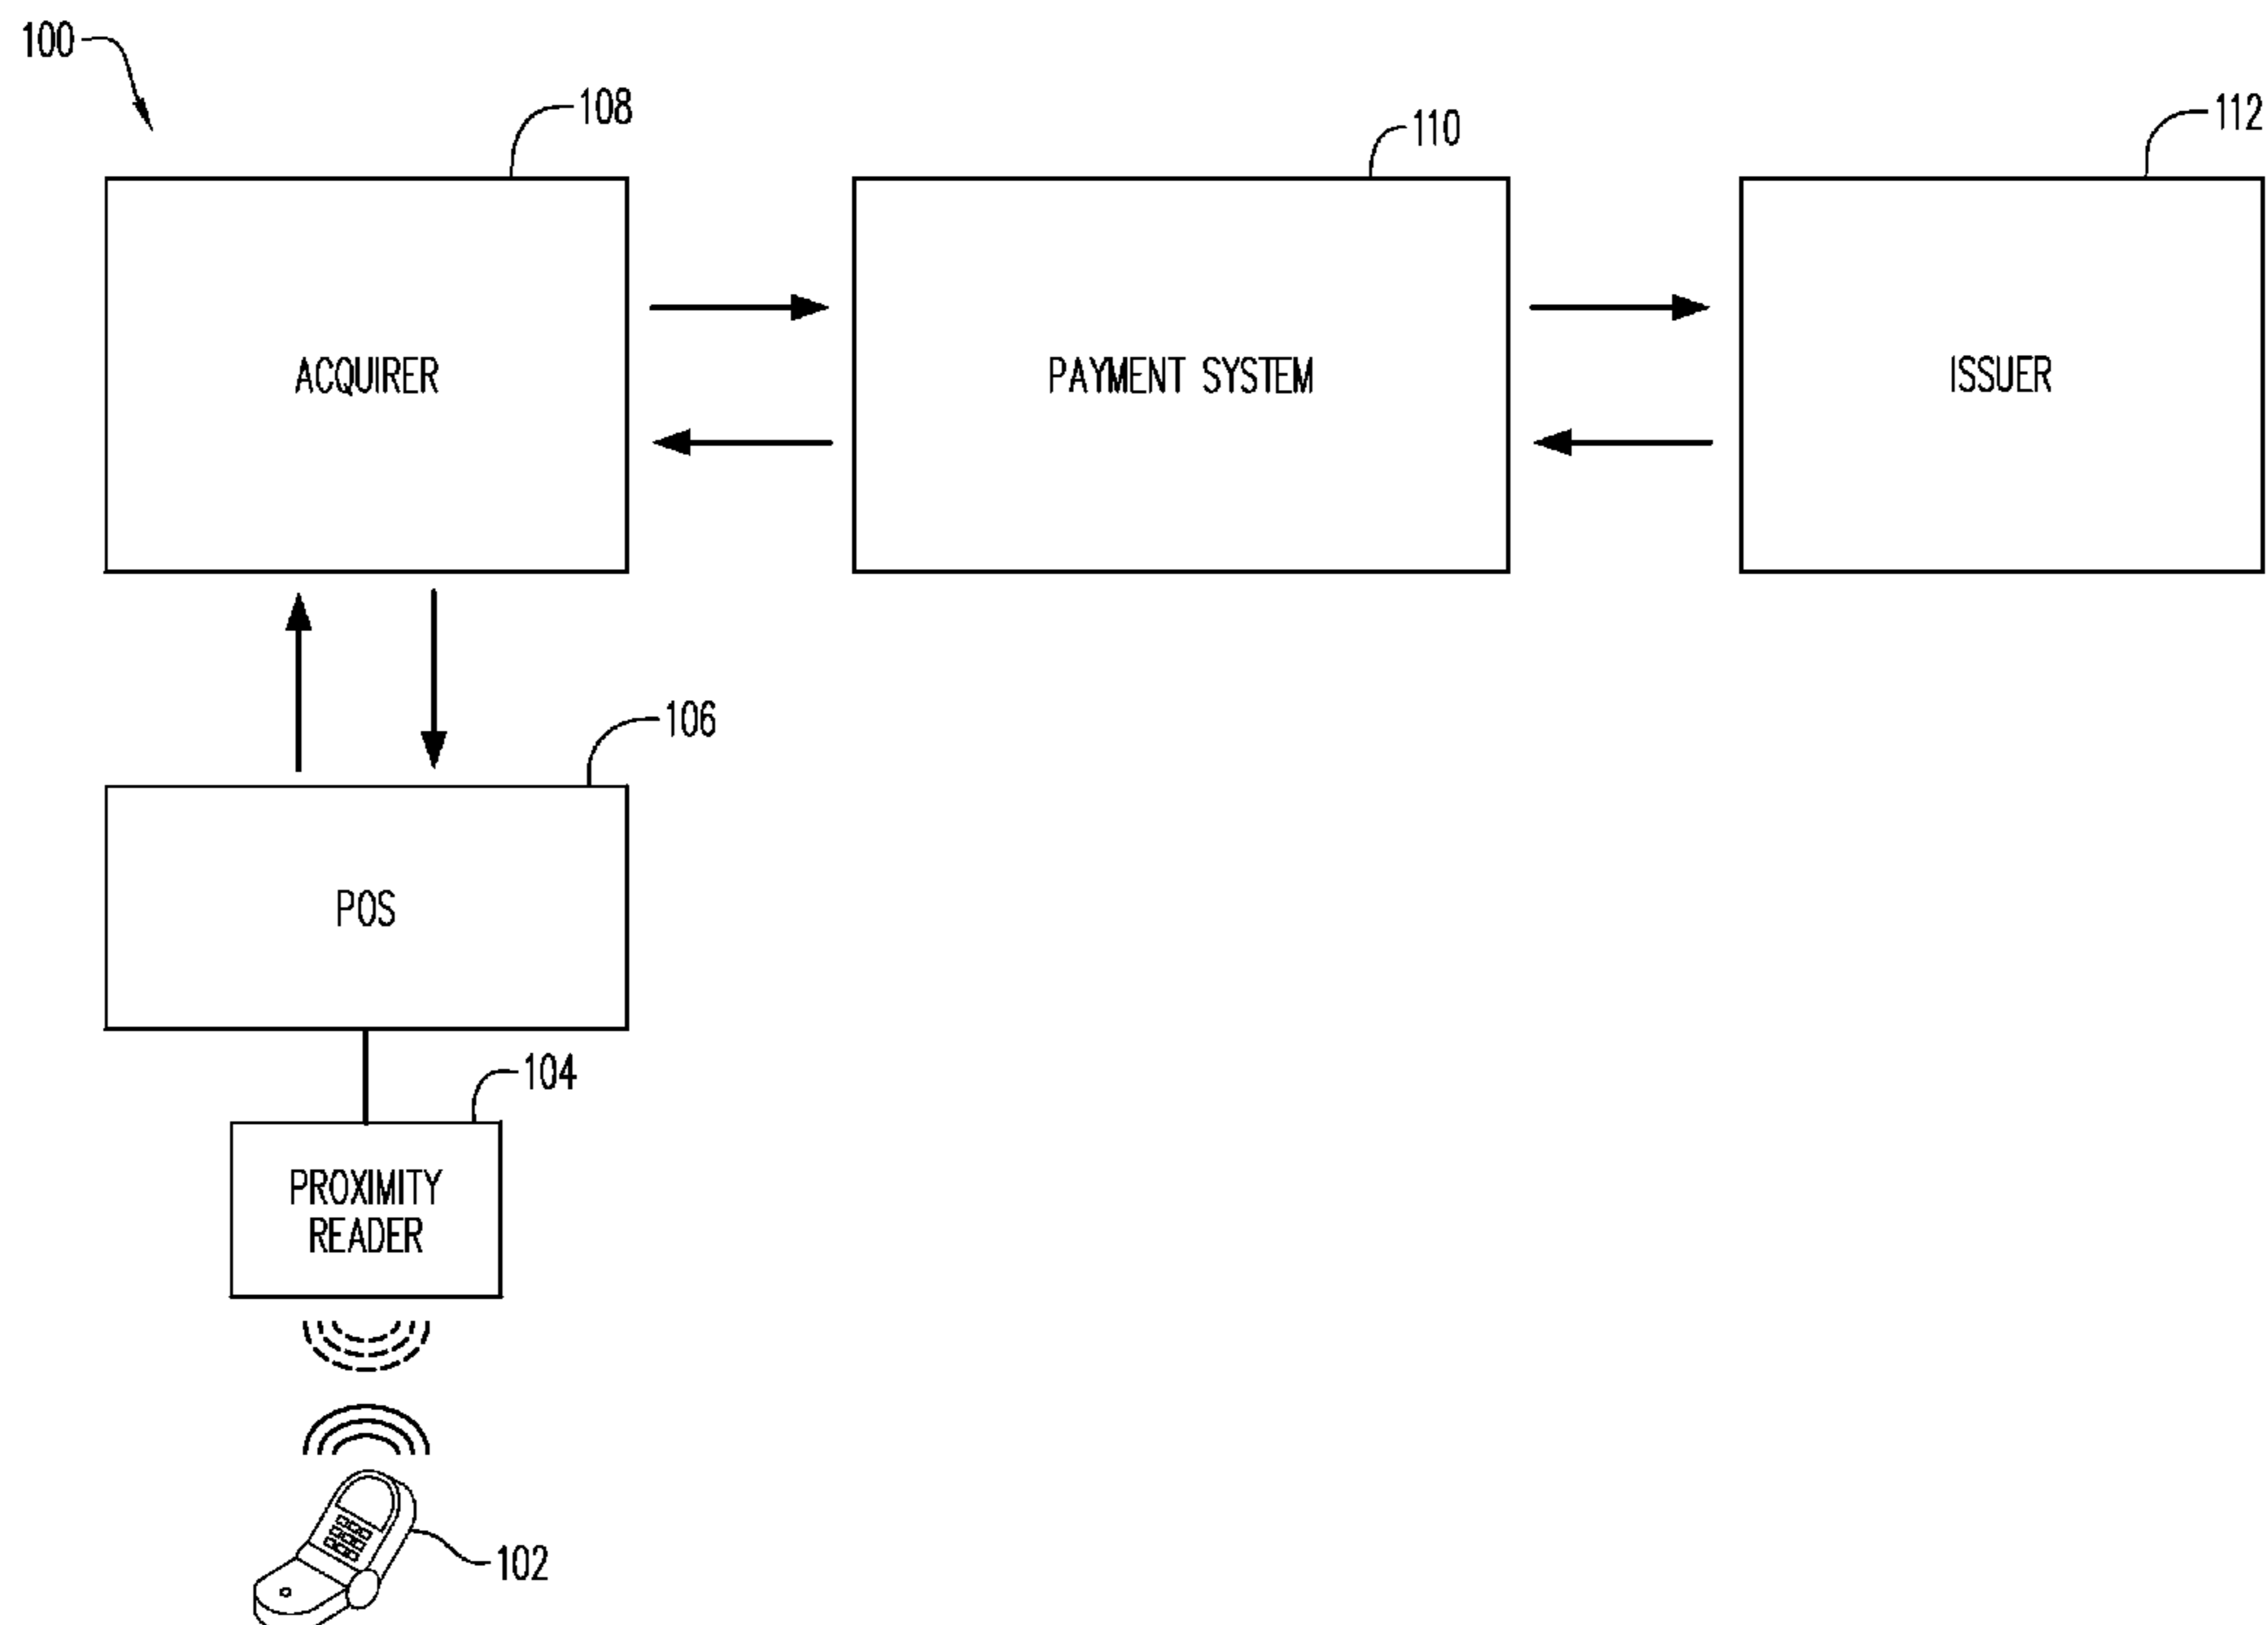 100
108
110
112
ACQUIRER
PAYMENT SYSTEM
ISSUER
106
POS
104
PROXIMITY
READER
102